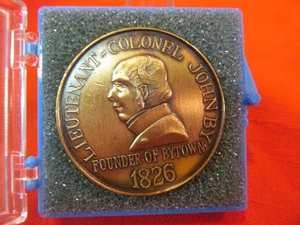 LIEUTENANT-COLONEL JOHN BY
FOUNDER OF BYTOWN
1826